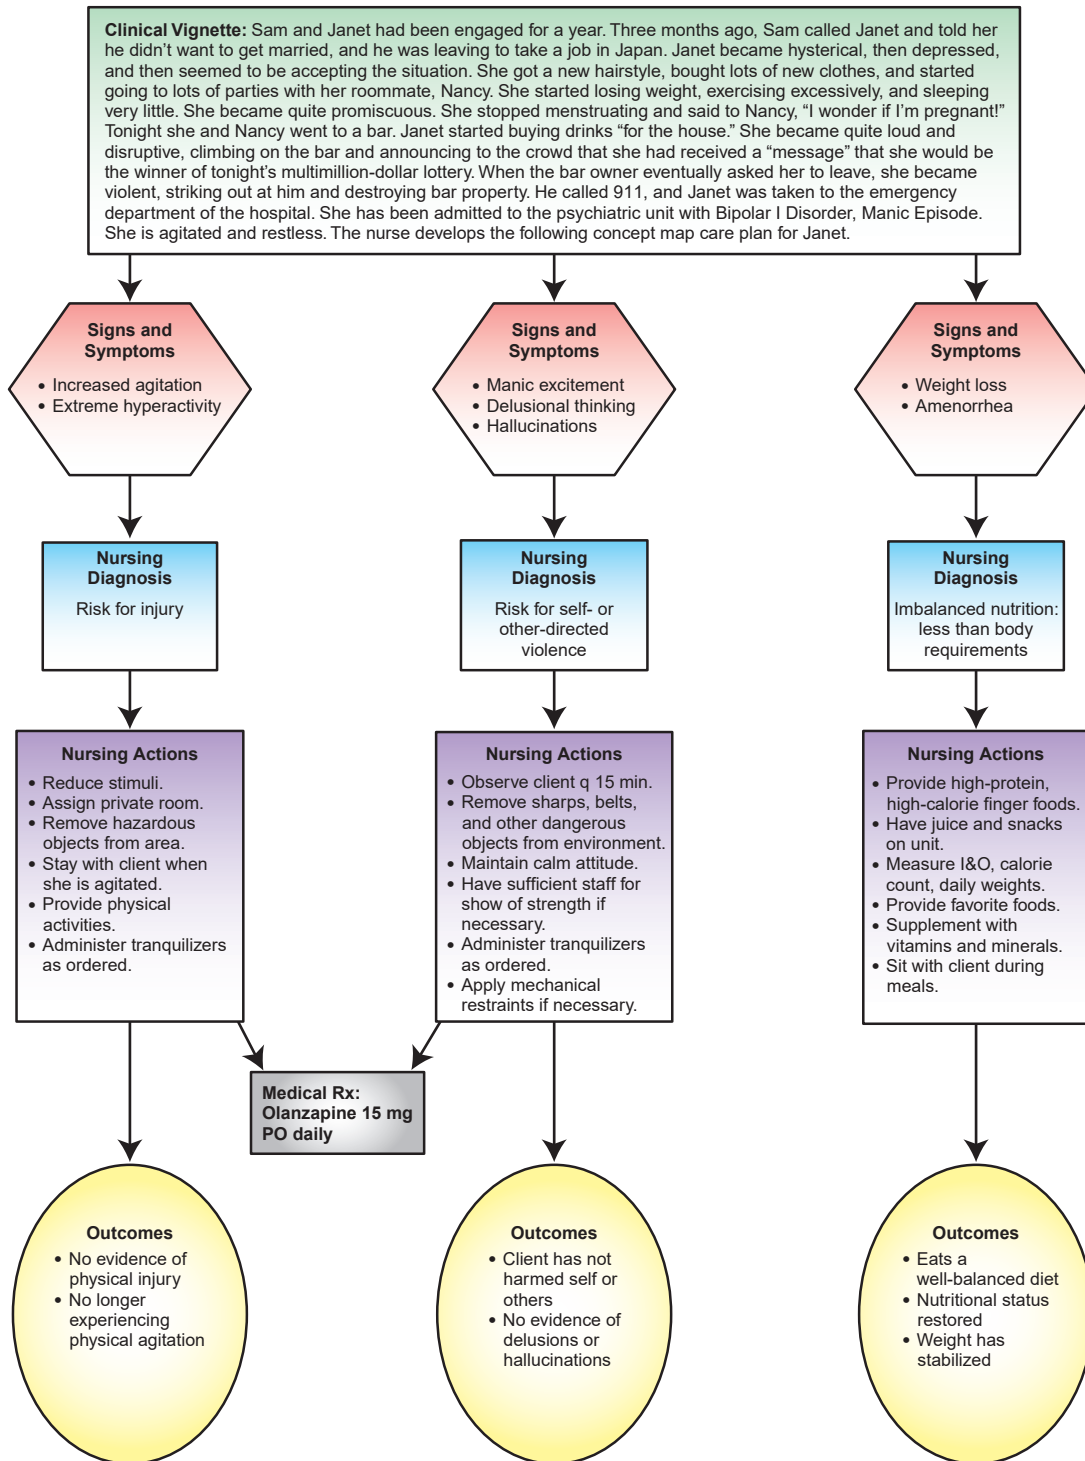 Clinical Vignette: Sam and Janet had been engaged for a year. Three months ago, Sam called Janet and told her
he didn’t want to get married, and he was leaving to take a job in Japan. Janet became hysterical, then depressed,
and then seemed to be accepting the situation. She got a new hairstyle, bought lots of new clothes, and started
going to lots of parties with her roommate, Nancy. She started losing weight, exercising excessively, and sleeping
very little. She became quite promiscuous. She stopped menstruating and said to Nancy, “I wonder if I’m pregnant!”
Tonight she and Nancy went to a bar. Janet started buying drinks “for the house.” She became quite loud and
disruptive, climbing on the bar and announcing to the crowd that she had received a “message” that she would be
the winner of tonight’s multimillion-dollar lottery. When the bar owner eventually asked her to leave, she became
violent, striking out at him and destroying bar property. He called 911, and Janet was taken to the emergency
department of the hospital. She has been admitted to the psychiatric unit with Bipolar I Disorder, Manic Episode.
She is agitated and restless. The nurse develops the following concept map care plan for Janet.
Signs and
Symptoms
• Increased agitation
• Extreme hyperactivity
Signs and
Symptoms
• Manic excitement
• Delusional thinking
• Hallucinations
Signs and
Symptoms
• Weight loss
• Amenorrhea
Nursing
Diagnosis
Risk for injury
Nursing
Diagnosis
Risk for self- or
other-directed
violence
Nursing
Diagnosis
Imbalanced nutrition:
less than body
requirements
Nursing Actions
• Reduce stimuli.
• Assign private room.
• Remove hazardous
objects from area.
• Stay with client when
she is agitated.
• Provide physical
activities.
• Administer tranquilizers
as ordered.
Nursing Actions
• Observe client q 15 min.
• Remove sharps, belts,
and other dangerous
objects from environment.
• Maintain calm attitude.
• Have sufficient staff for
show of strength if
necessary.
• Administer tranquilizers
as ordered.
• Apply mechanical
restraints if necessary.
Nursing Actions
• Provide high-protein,
high-calorie finger foods.
• Have juice and snacks
on unit.
• Measure I&O, calorie
count, daily weights.
• Provide favorite foods.
• Supplement with
vitamins and minerals.
• Sit with client during
meals.
Medical Rx:
Olanzapine 15 mg
PO daily
Outcomes
• No evidence of
physical injury
• No longer
experiencing
physical agitation
Outcomes
• Client has not
harmed self or
others
• No evidence of
delusions or
hallucinations
Outcomes
• Eats a
well-balanced diet
• Nutritional status
restored
• Weight has
stabilized